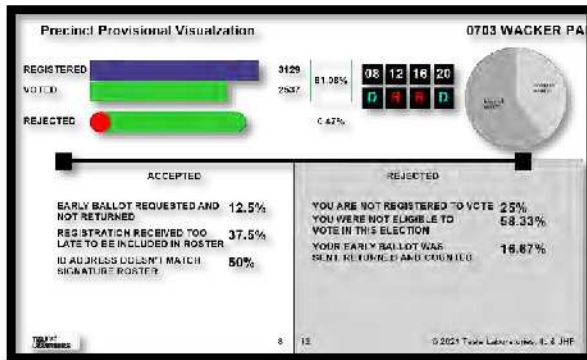 Precinct Provisional Visualzation
0703 WACKER PA
REGISTERED 3129
VOTED 2537
81.08%
REJECTED 0.47%
08 12 16 20
D R R D
ACCEPTED
EARLY BALLOT REQUESTED AND NOT RETURNED 12.5%
REGISTRATION RECEIVED TOO LATE TO BE INCLUDED IN ROSTER 37.5%
ID ADDRESS DOESN'T MATCH SIGNATURE ROSTER 50%
REJECTED
YOU ARE NOT REGISTERED TO VOTE 25%
YOU WERE NOT ELIGIBLE TO VOTE IN THIS ELECTION 58.33%
YOUR EARLY BALLOT WAS SENT RETURNED AND COUNTED 16.67%
8 12
© 2021 Tesla Laboratories, llc & JHP